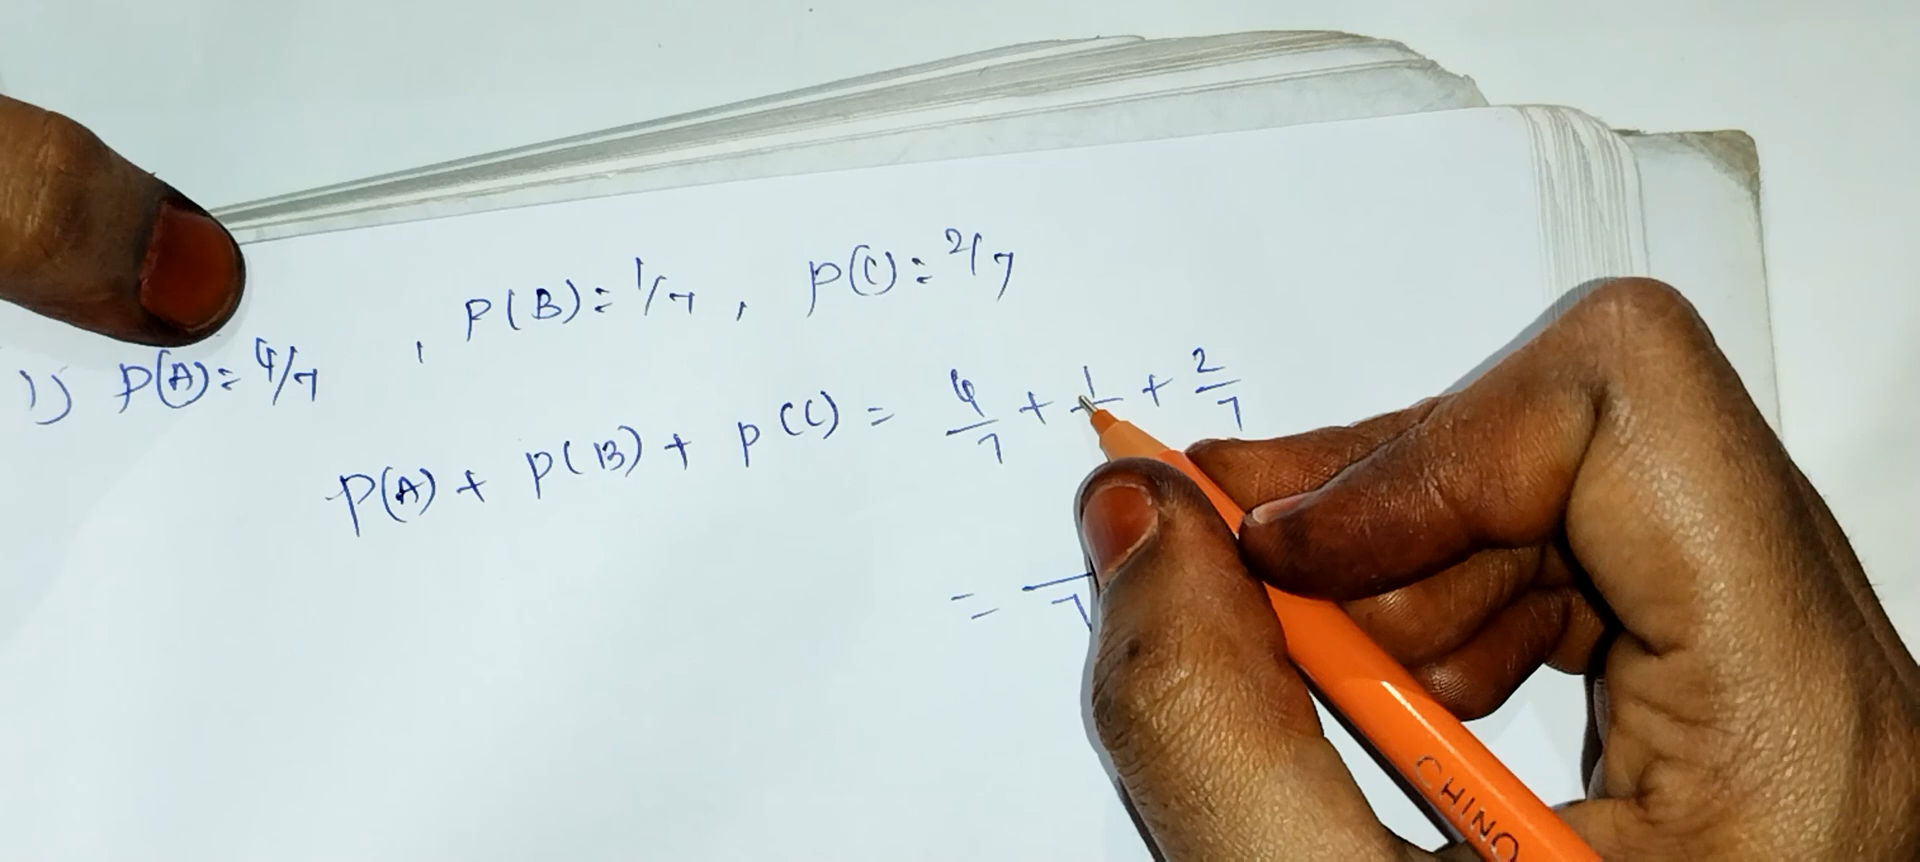 1) P(A) = 4/7 , P(B) = 1/7 , P(C) = 2/7
P(A) + P(B) + P(C) = 4/7 + 1/ + 2/7
= /7
CHINO